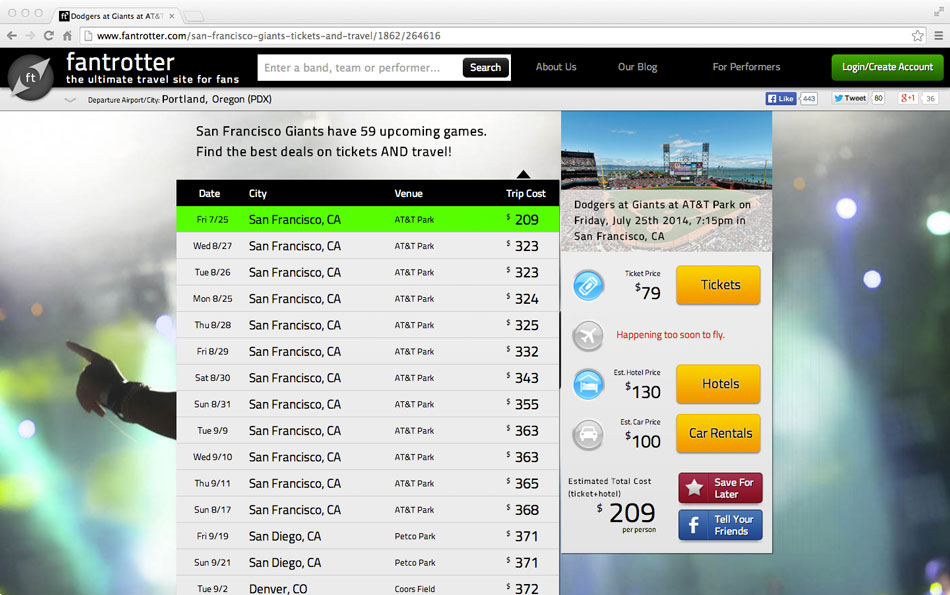 Dodgers at Giants at AT&T
www.fantrotter.com/san-francisco-giants-tickets-and-travel/1862/264616
ft
fantrotter
the ultimate travel site for fans
Enter a band, team or performer...
Search
About Us
Our Blog
For Performers
Login/Create Account
Departure Airport/City: Portland, Oregon (PDX)
Like 443
Tweet 80
g+1 36
San Francisco Giants have 59 upcoming games.
Find the best deals on tickets AND travel!
Date City Venue Trip Cost
Fri 7/25 San Francisco, CA AT&T Park $ 209
Wed 8/27 San Francisco, CA AT&T Park $ 323
Tue 8/26 San Francisco, CA AT&T Park $ 323
Mon 8/25 San Francisco, CA AT&T Park $ 324
Thu 8/28 San Francisco, CA AT&T Park $ 325
Fri 8/29 San Francisco, CA AT&T Park $ 332
Sat 8/30 San Francisco, CA AT&T Park $ 343
Sun 8/31 San Francisco, CA AT&T Park $ 355
Tue 9/9 San Francisco, CA AT&T Park $ 363
Wed 9/10 San Francisco, CA AT&T Park $ 363
Thu 9/11 San Francisco, CA AT&T Park $ 365
Sun 8/17 San Francisco, CA AT&T Park $ 368
Fri 9/19 San Diego, CA Petco Park $ 371
Sun 9/21 San Diego, CA Petco Park $ 371
Tue 9/2 Denver, CO Coors Field $ 372
Dodgers at Giants at AT&T Park on
Friday, July 25th 2014, 7:15pm in
San Francisco, CA
Ticket Price
$79
Tickets
Happening too soon to fly.
Est. Hotel Price
$130
Hotels
Est. Car Price
$100
Car Rentals
Estimated Total Cost
(ticket+hotel)
$ 209
per person
Save For
Later
Tell Your
Friends